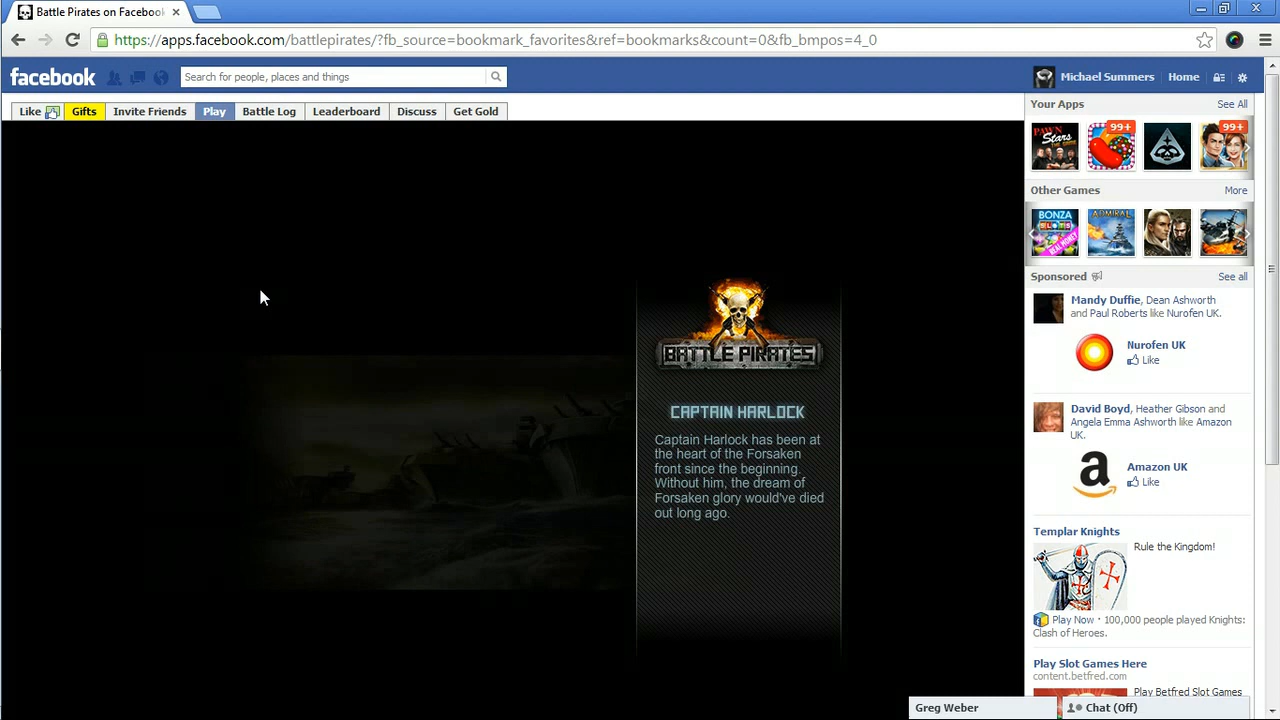 Battle Pirates on Facebook
https://apps.facebook.com/battlepirates/?fb_source=bookmark_favorites&ref=bookmarks&count=0&fb_bmpos=4_0
facebook
Search for people, places and things
Michael Summers
Home
Like
Gifts
Invite Friends
Play
Battle Log
Leaderboard
Discuss
Get Gold
BATTLE PIRATES
CAPTAIN HARLOCK
Captain Harlock has been at
the heart of the Forsaken
front since the beginning.
Without him, the dream of
Forsaken glory would've died
out long ago.
Your Apps
See All
PAWN
Stars
99+
99+
Other Games
More
BONZA
SLOTS
REAL MONEY
ADMIRAL
Sponsored
See all
Mandy Duffie, Dean Ashworth
and Paul Roberts like Nurofen UK.
Nurofen UK
Like
David Boyd, Heather Gibson and
Angela Emma Ashworth like Amazon
UK.
a
Amazon UK
Like
Templar Knights
Rule the Kingdom!
Play Now · 100,000 people played Knights:
Clash of Heroes.
Play Slot Games Here
content.betfred.com
Play Betfred Slot Games
Greg Weber
Chat (Off)